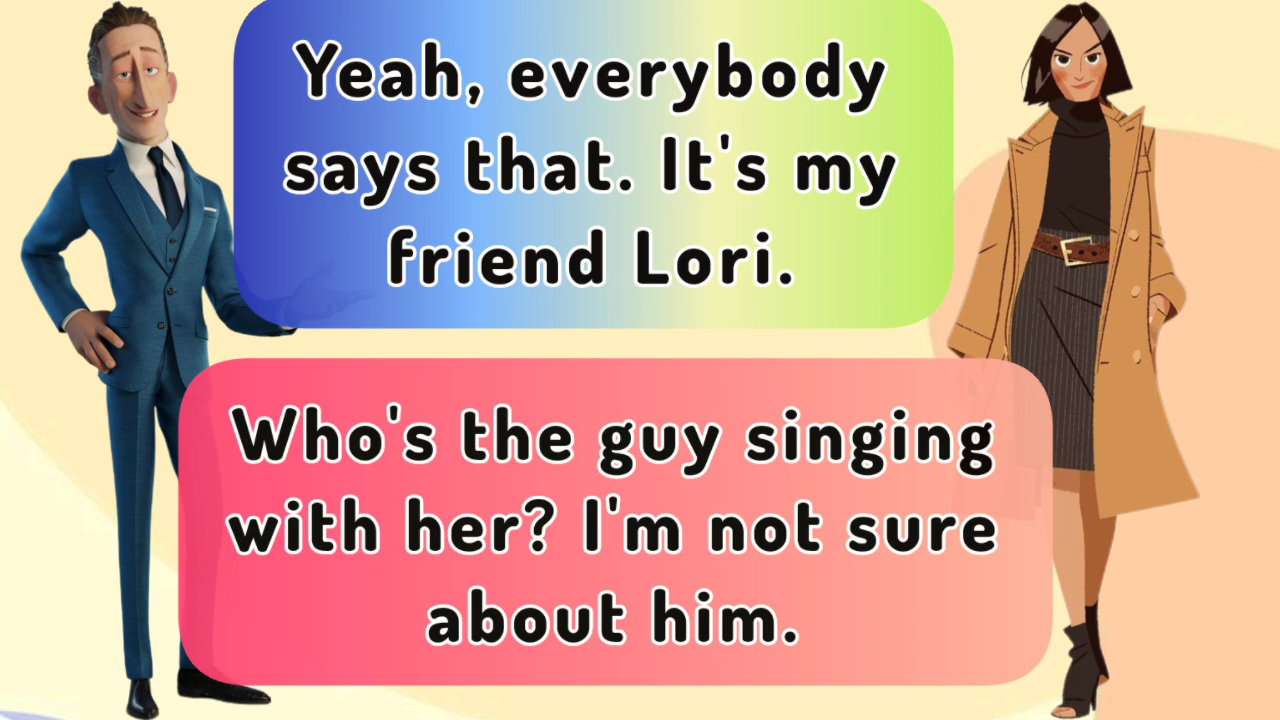 Yeah, everybody
says that. It's my
friend Lori.
Who's the guy singing
with her? I'm not sure
about him.